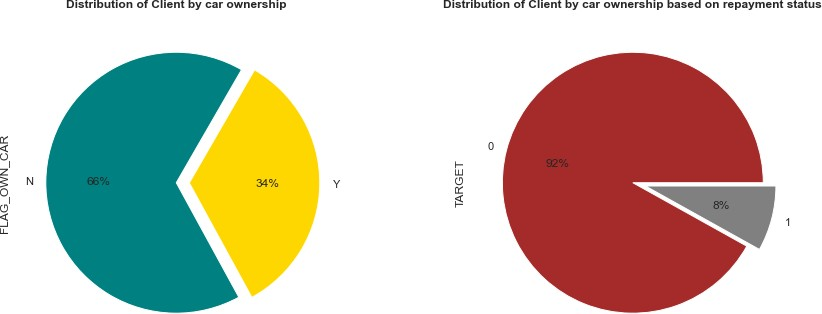 Distribution of Client by car ownership
FLAG_OWN_CAR
N
66%
34%
Y
Distribution of Client by car ownership based on repayment status
TARGET
0
92%
8%
1